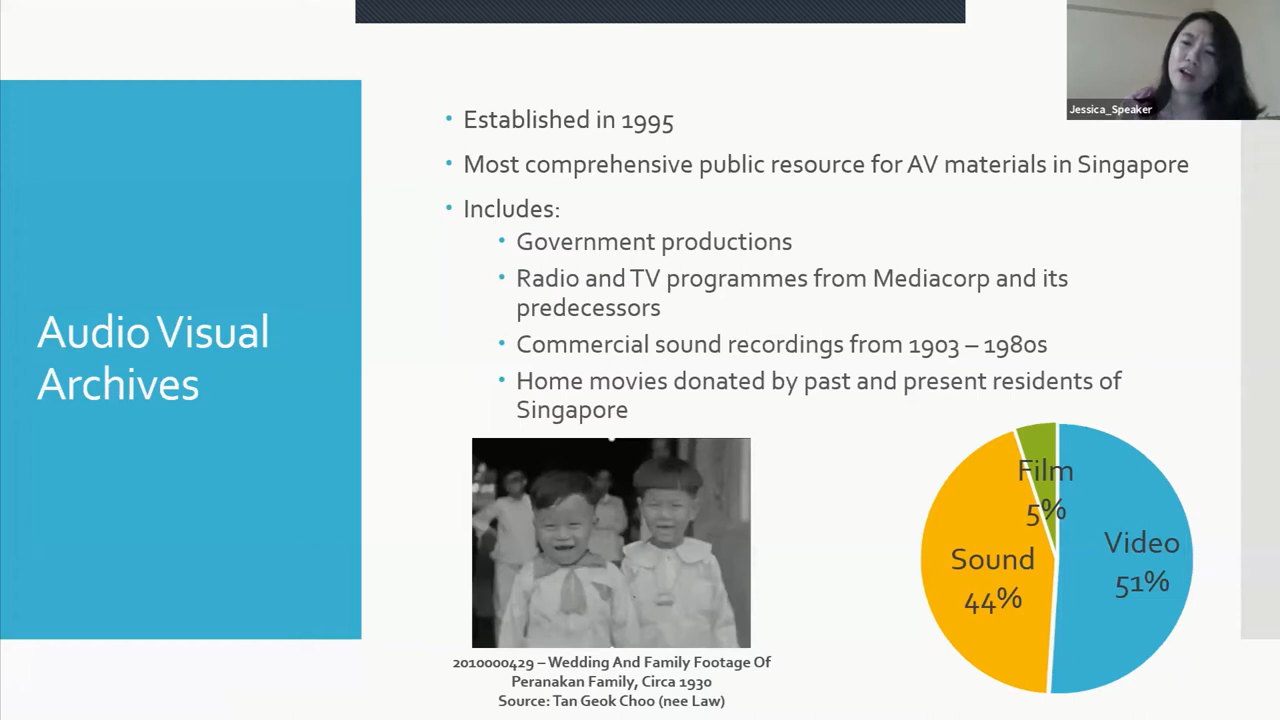 Jessica_Speaker
Audio Visual
Archives
• Established in 1995
• Most comprehensive public resource for AV materials in Singapore
• Includes:
• Government productions
• Radio and TV programmes from Mediacorp and its
predecessors
• Commercial sound recordings from 1903 – 1980s
• Home movies donated by past and present residents of
Singapore
2010000429 – Wedding And Family Footage Of
Peranakan Family, Circa 1930
Source: Tan Geok Choo (nee Law)
Film
5%
Sound
44%
Video
51%